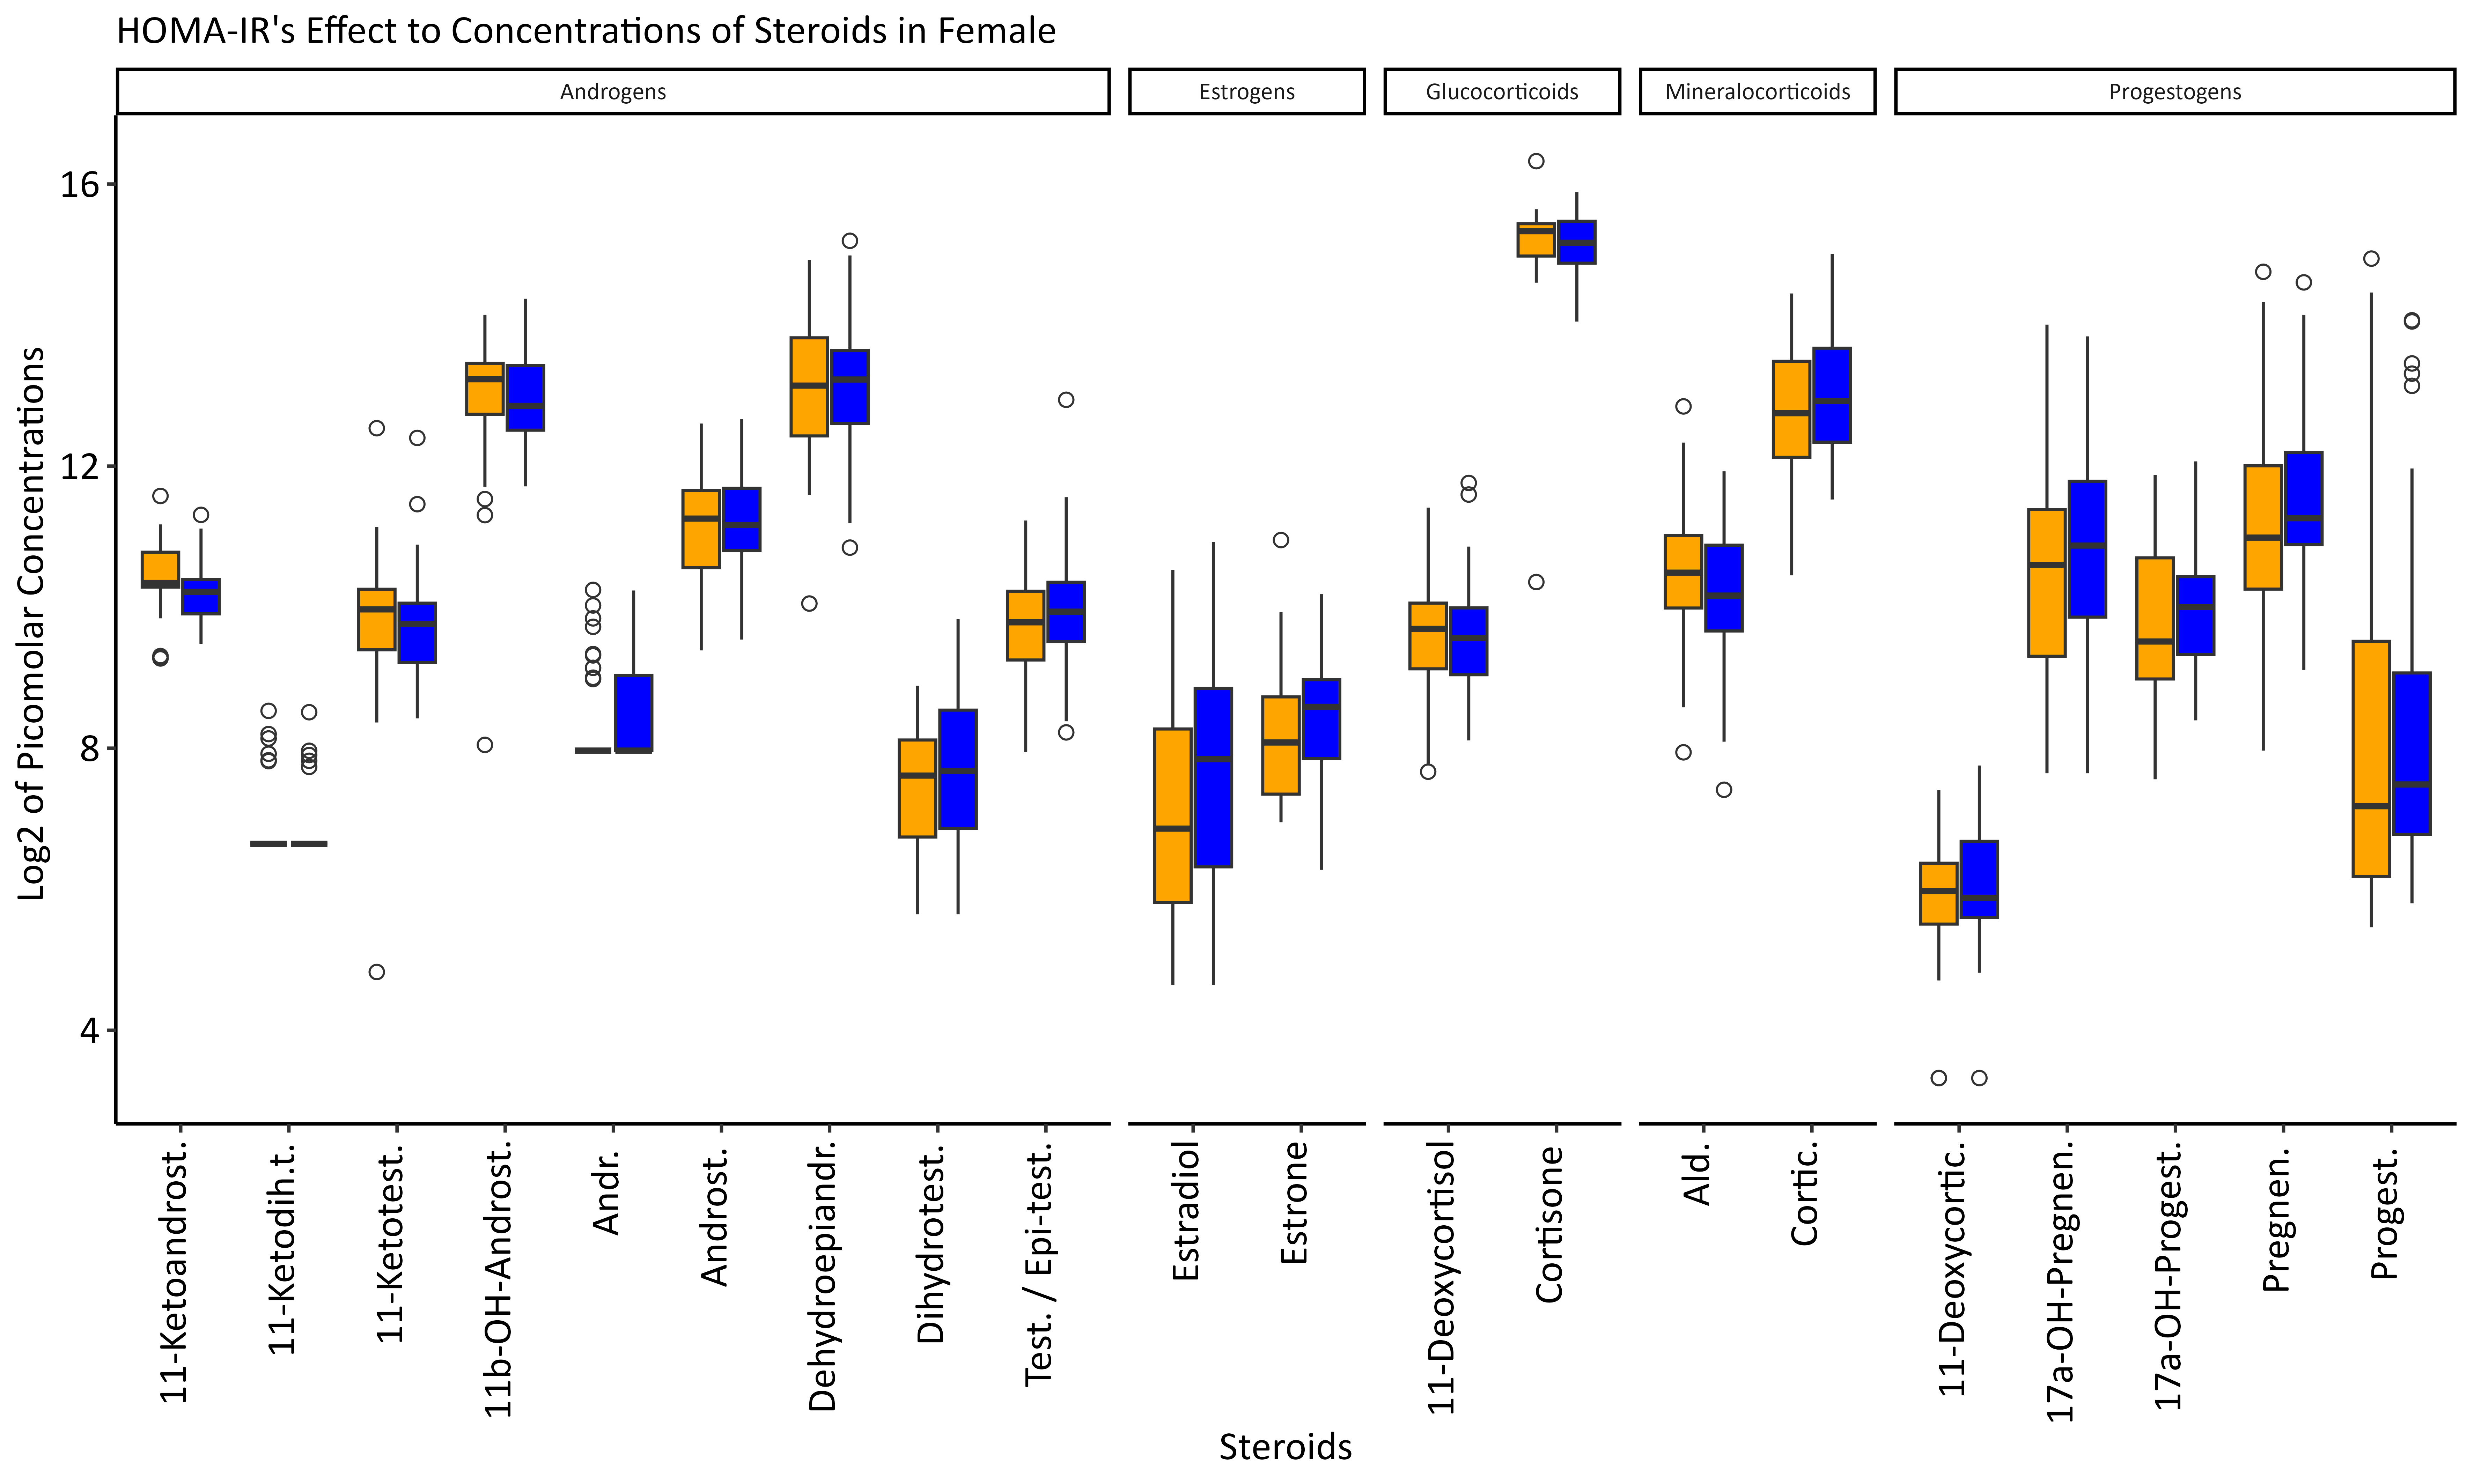 HOMA-IR's Effect to Concentrations of Steroids in Female
Androgens
Estrogens
Glucocorticoids
Mineralocorticoids
Progestogens
Log2 of Picomolar Concentrations
16
12
8
4
11-Ketoandrost.
11-Ketodih.t.
11-Ketotest.
11b-OH-Androst.
Andr.
Androst.
Dehydroepiandr.
Dihydrotest.
Test. / Epi-test.
Estradiol
Estrone
11-Deoxycortisol
Cortisone
Ald.
Cortic.
11-Deoxycortic.
17a-OH-Pregnen.
17a-OH-Progest.
Pregnen.
Progest.
Steroids